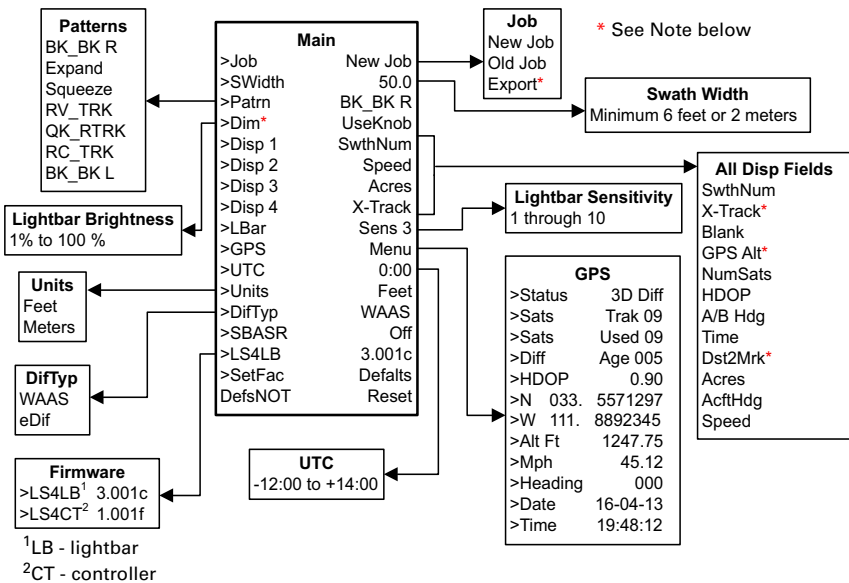 Patterns
BK_BK R
Expand
Squeeze
RV_TRK
QK_RTRK
RC_TRK
BK_BK L
Main
>Job New Job
>SWidth 50.0
>Patrn BK_BK R
>Dim* UseKnob
>Disp 1 SwthNum
>Disp 2 Speed
>Disp 3 Acres
>Disp 4 X-Track
>LBar Sens 3
>GPS Menu
>UTC 0:00
>Units Feet
>DifTyp WAAS
>SBASR Off
>LS4LB 3.001c
>SetFac Defalts
DefsNOT Reset
Job
New Job
Old Job
Export*
* See Note below
Swath Width
Minimum 6 feet or 2 meters
All Disp Fields
SwthNum
X-Track*
Blank
GPS Alt*
NumSats
HDOP
A/B Hdg
Time
Dst2Mrk*
Acres
AcftHdg
Speed
Lightbar Brightness
1% to 100 %
Lightbar Sensitivity
1 through 10
Units
Feet
Meters
GPS
>Status 3D Diff
>Sats Trak 09
>Sats Used 09
>Diff Age 005
>HDOP 0.90
>N 033. 5571297
>W 111. 8892345
>Alt Ft 1247.75
>Mph 45.12
>Heading 000
>Date 16-04-13
>Time 19:48:12
DifTyp
WAAS
eDif
UTC
-12:00 to +14:00
Firmware
>LS4LB¹ 3.001c
>LS4CT² 1.001f
¹LB - lightbar
²CT - controller